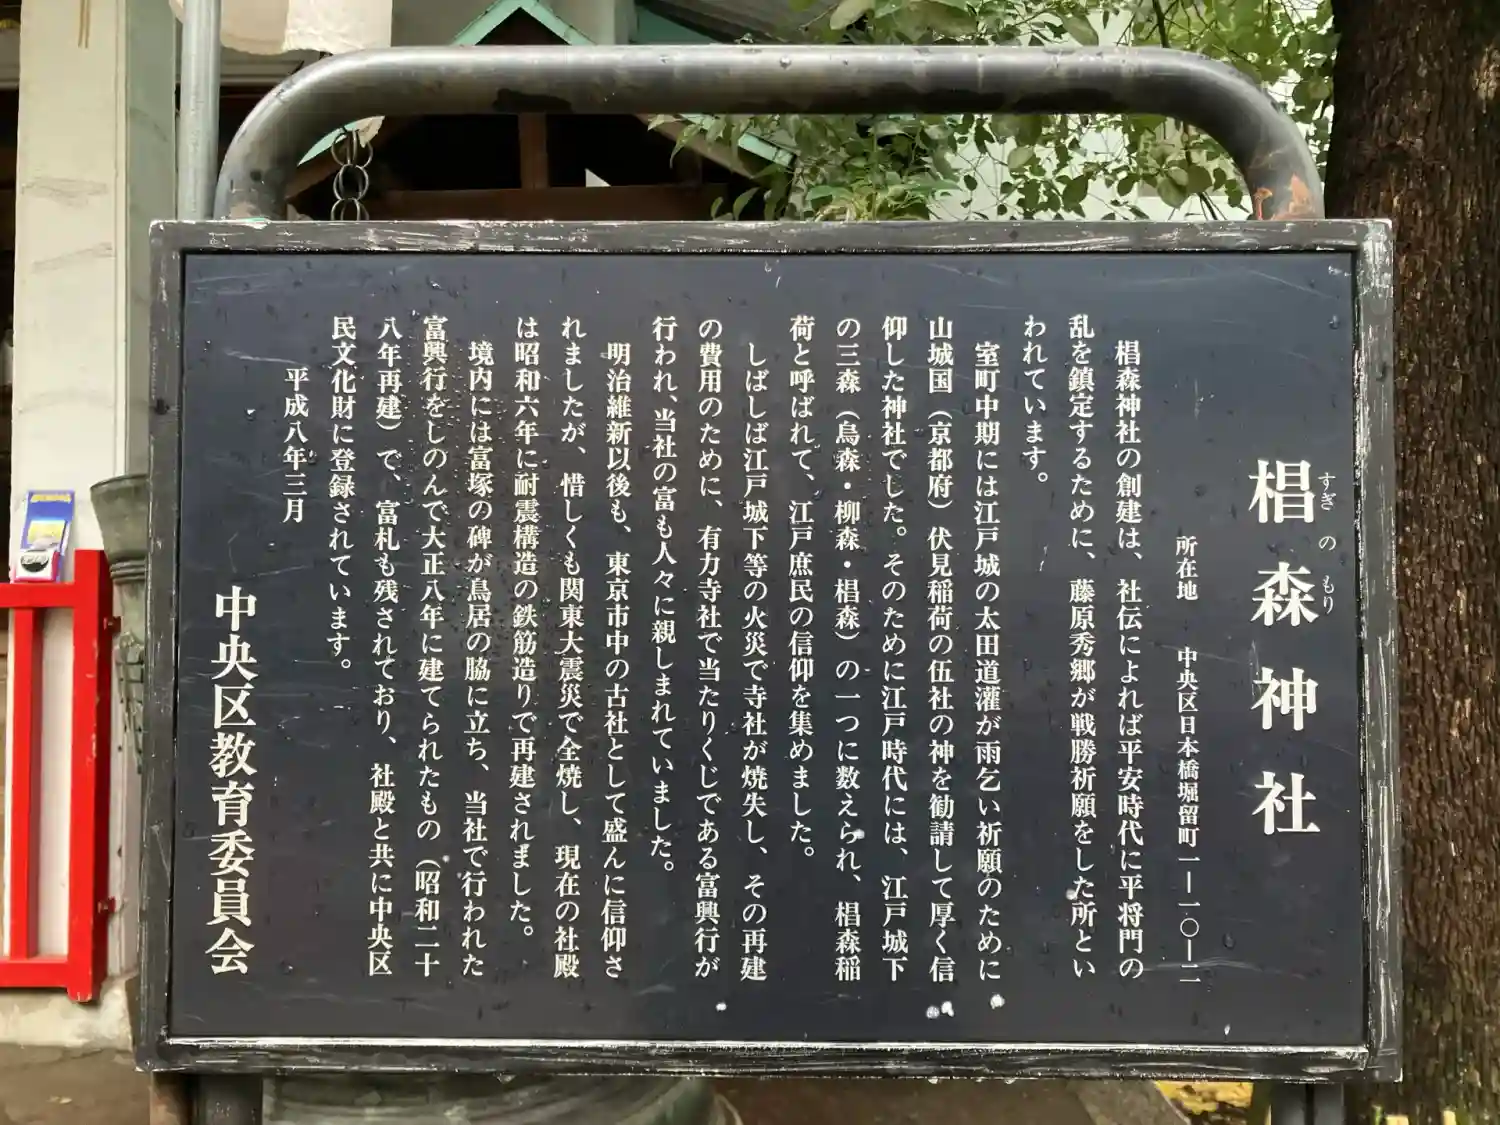 椙森神社
すぎ の もり
所在地 中央区日本橋堀留町一―一〇―二
椙森神社の創建は、社伝によれば平安時代に平将門の
乱を鎮定するために、藤原秀郷が戦勝祈願をした所とい
われています。
室町中期には江戸城の太田道灌が雨乞い祈願のために
山城国（京都府）伏見稲荷の伍社の神を勧請して厚く信
仰した神社でした。そのために江戸時代には、江戸城下
の三森（烏森・柳森・椙森）の一つに数えられ、椙森稲
荷と呼ばれて、江戸庶民の信仰を集めました。
しばしば江戸城下等の火災で寺社が焼失し、その再建
の費用のために、有力寺社で当たりくじである富興行が
行われ、当社の富も人々に親しまれていました。
明治維新以後も、東京市中の古社として盛んに信仰さ
れましたが、惜しくも関東大震災で全焼し、現在の社殿
は昭和六年に耐震構造の鉄筋造りで再建されました。
境内には富塚の碑が鳥居の脇に立ち、当社で行われた
富興行をしのんで大正八年に建てられたもの（昭和二十
八年再建）で、富札も残されており、社殿と共に中央区
民文化財に登録されています。
平成八年三月
中央区教育委員会